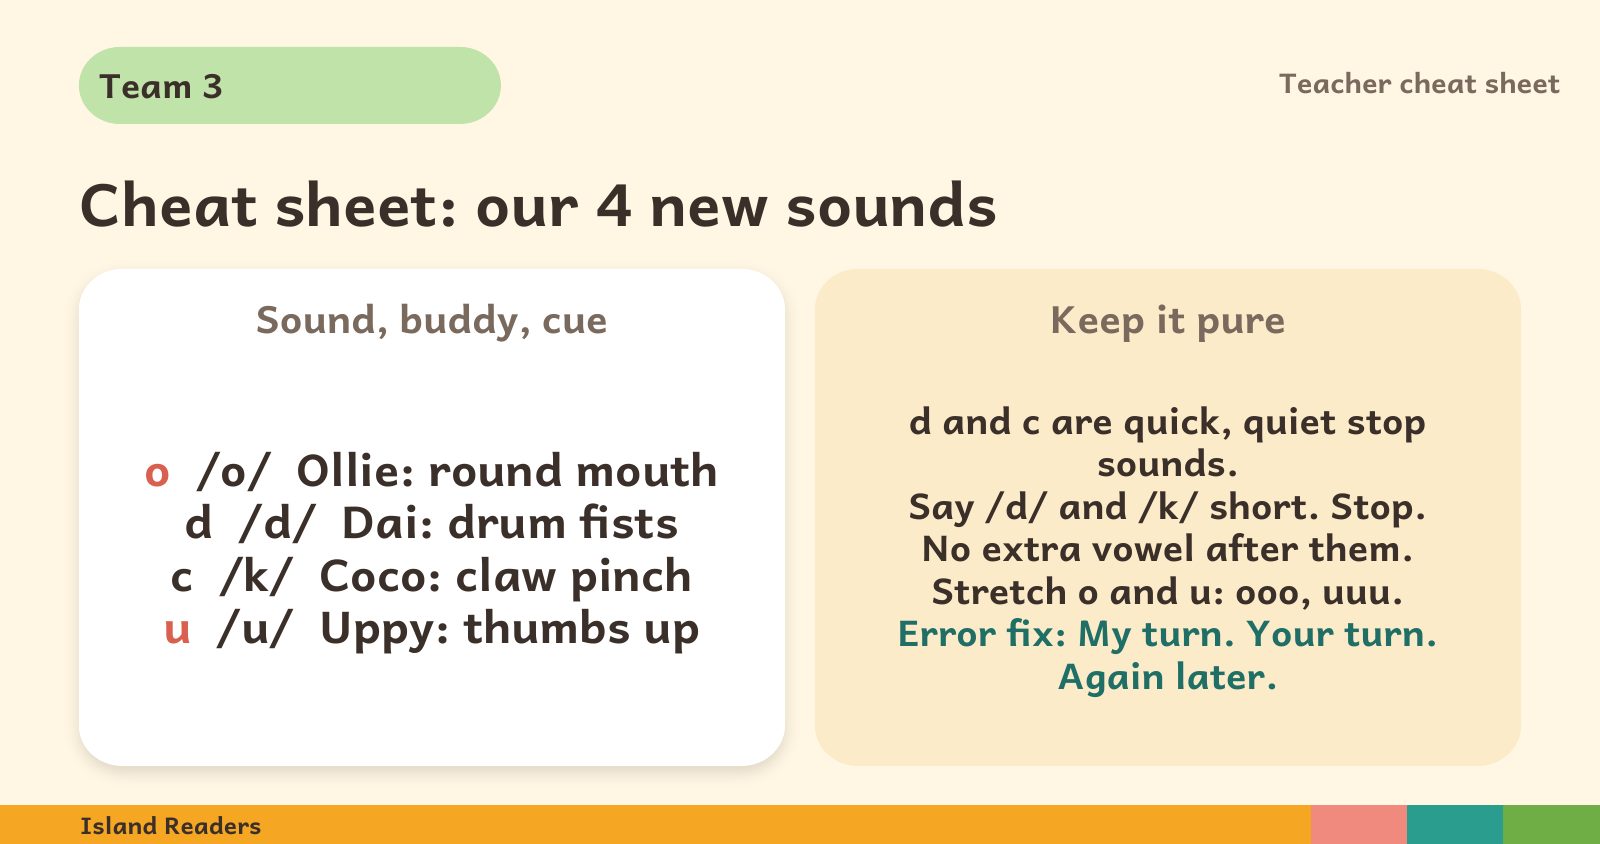 Team 3
Teacher cheat sheet
Cheat sheet: our 4 new sounds
Sound, buddy, cue
o /o/ Ollie: round mouth
d /d/ Dai: drum fists
c /k/ Coco: claw pinch
u /u/ Uppy: thumbs up
Keep it pure
d and c are quick, quiet stop
sounds.
Say /d/ and /k/ short. Stop.
No extra vowel after them.
Stretch o and u: ooo, uuu.
Error fix: My turn. Your turn.
Again later.
Island Readers